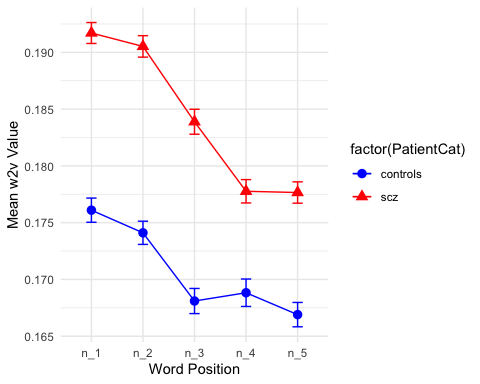 0.190
0.185
0.180
0.175
0.170
0.165
Mean w2v Value
n_1 n_2 n_3 n_4 n_5
Word Position
factor(PatientCat)
controls
scz